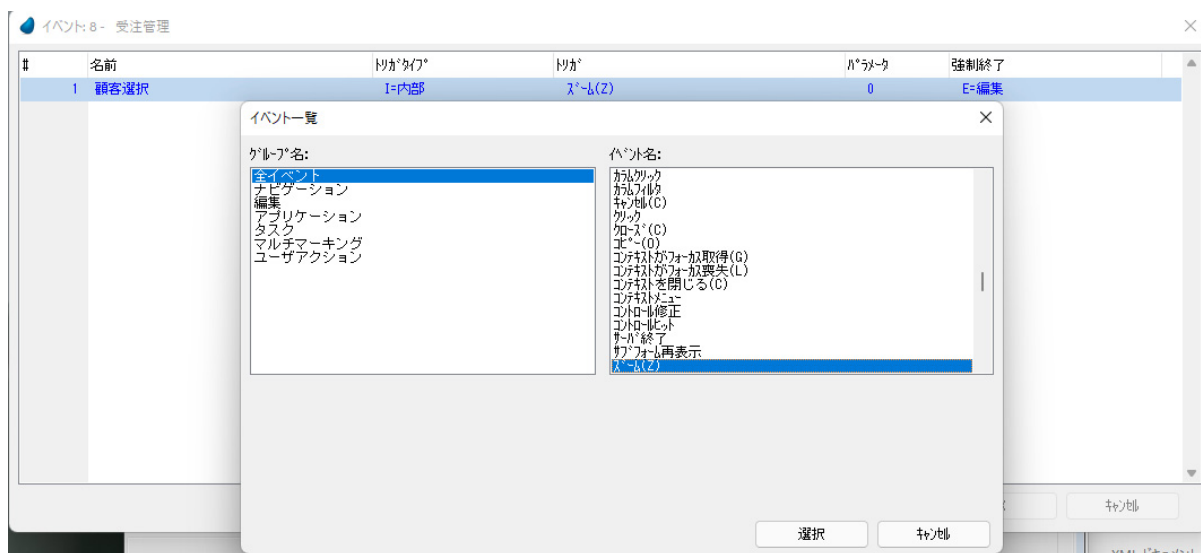 イベント: 8 - 受注管理
# 名前 ﾄﾘｶﾞﾀｲﾌﾟ ﾄﾘｶﾞ ﾊﾟﾗﾒｰﾀ 強制終了
1 顧客選択 I=内部 ｽﾞｰﾑ(Z) 0 E=編集
イベント一覧
ｸﾞﾙｰﾌﾟ名:
全イベント
ナビゲーション
編集
アプリケーション
タスク
マルチマーキング
ユーザアクション
ｲﾍﾞﾝﾄ名:
ｶﾗﾑｸﾘｯｸ
ｶﾗﾑﾌｨﾙﾀ
ｷｬﾝｾﾙ(C)
ｸﾘｯｸ
ｸﾛｰｽﾞ(C)
ｺﾋﾟｰ(O)
ｺﾝﾃｷｽﾄがﾌｫｰｶｽ取得(G)
ｺﾝﾃｷｽﾄがﾌｫｰｶｽ喪失(L)
ｺﾝﾃｷｽﾄを閉じる(C)
ｺﾝﾃｷｽﾄﾒﾆｭｰ
ｺﾝﾄﾛｰﾙ修正
ｺﾝﾄﾛｰﾙﾋｯﾄ
ｻｰﾊﾞ終了
ｻﾌﾞﾌｫｰﾑ再表示
ｽﾞｰﾑ(Z)
選択 ｷｬﾝｾﾙ
ｷｬﾝｾﾙ